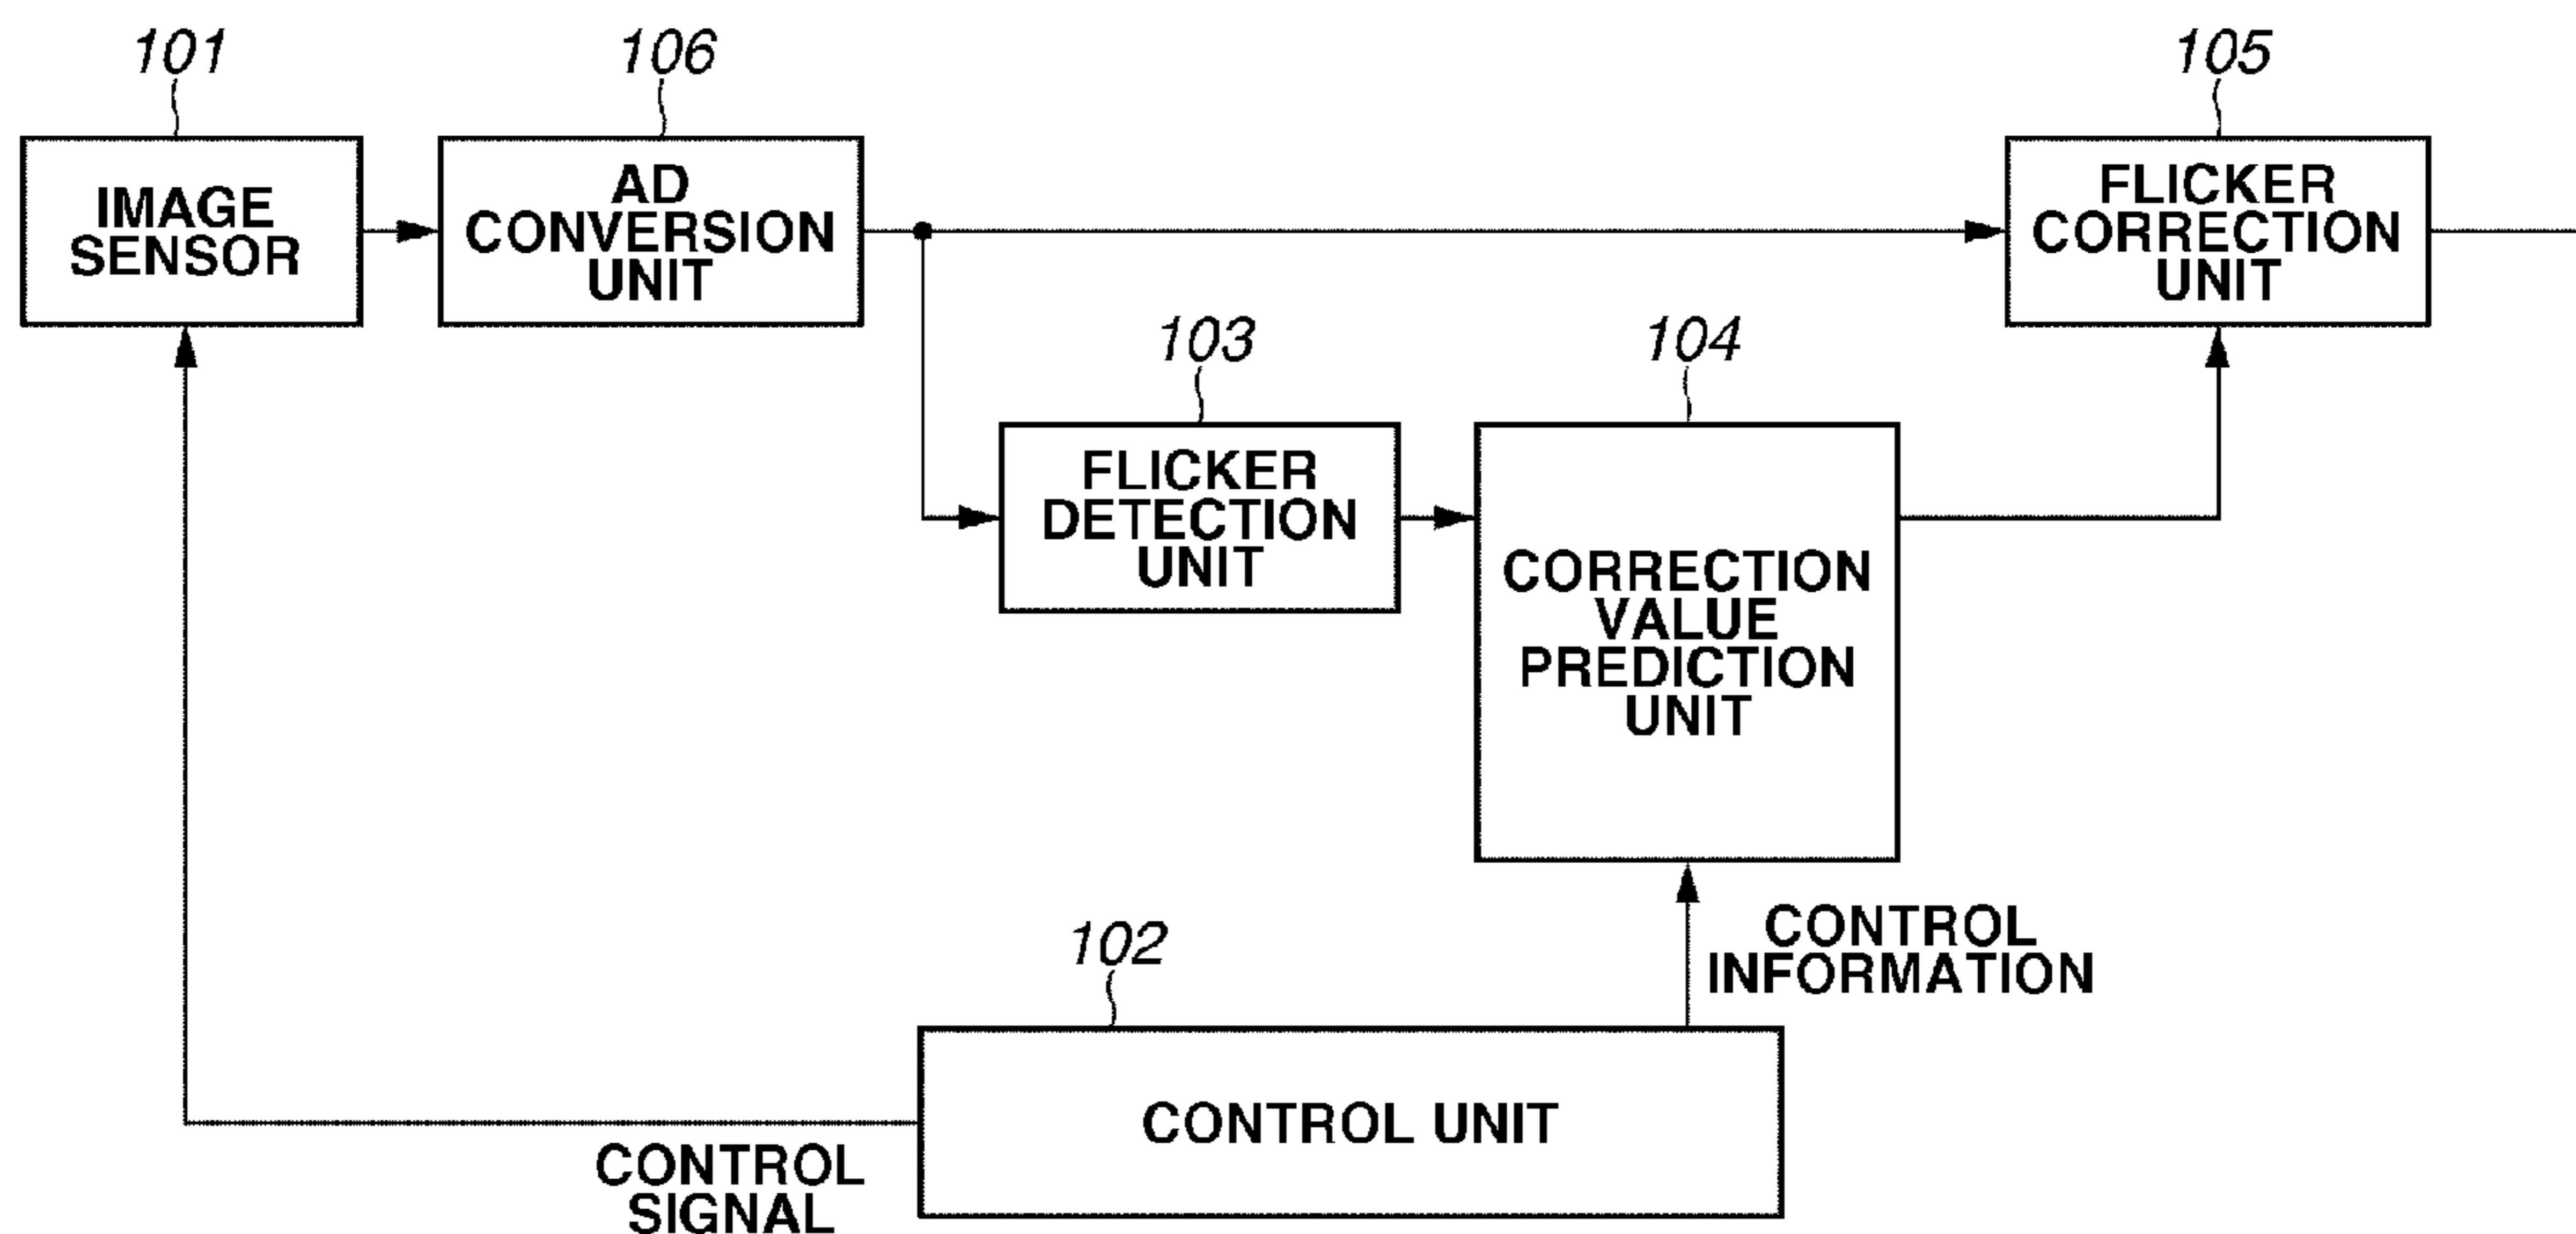 101
106
105
IMAGE
SENSOR
AD
CONVERSION
UNIT
FLICKER
CORRECTION
UNIT
103
104
FLICKER
DETECTION
UNIT
CORRECTION
VALUE
PREDICTION
UNIT
102
CONTROL
INFORMATION
CONTROL UNIT
CONTROL
SIGNAL